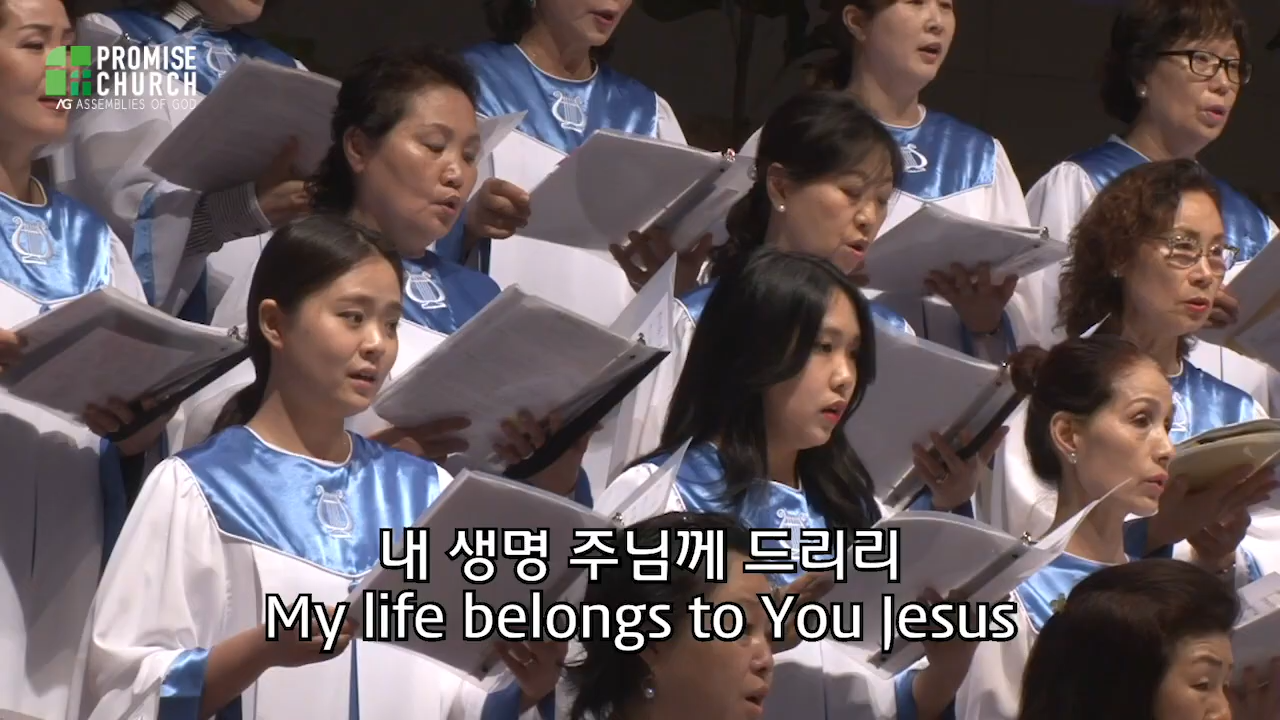 PROMISE
CHURCH
AG ASSEMBLIES OF GOD
내 생명 주님께 드리리
My life belongs to You Jesus